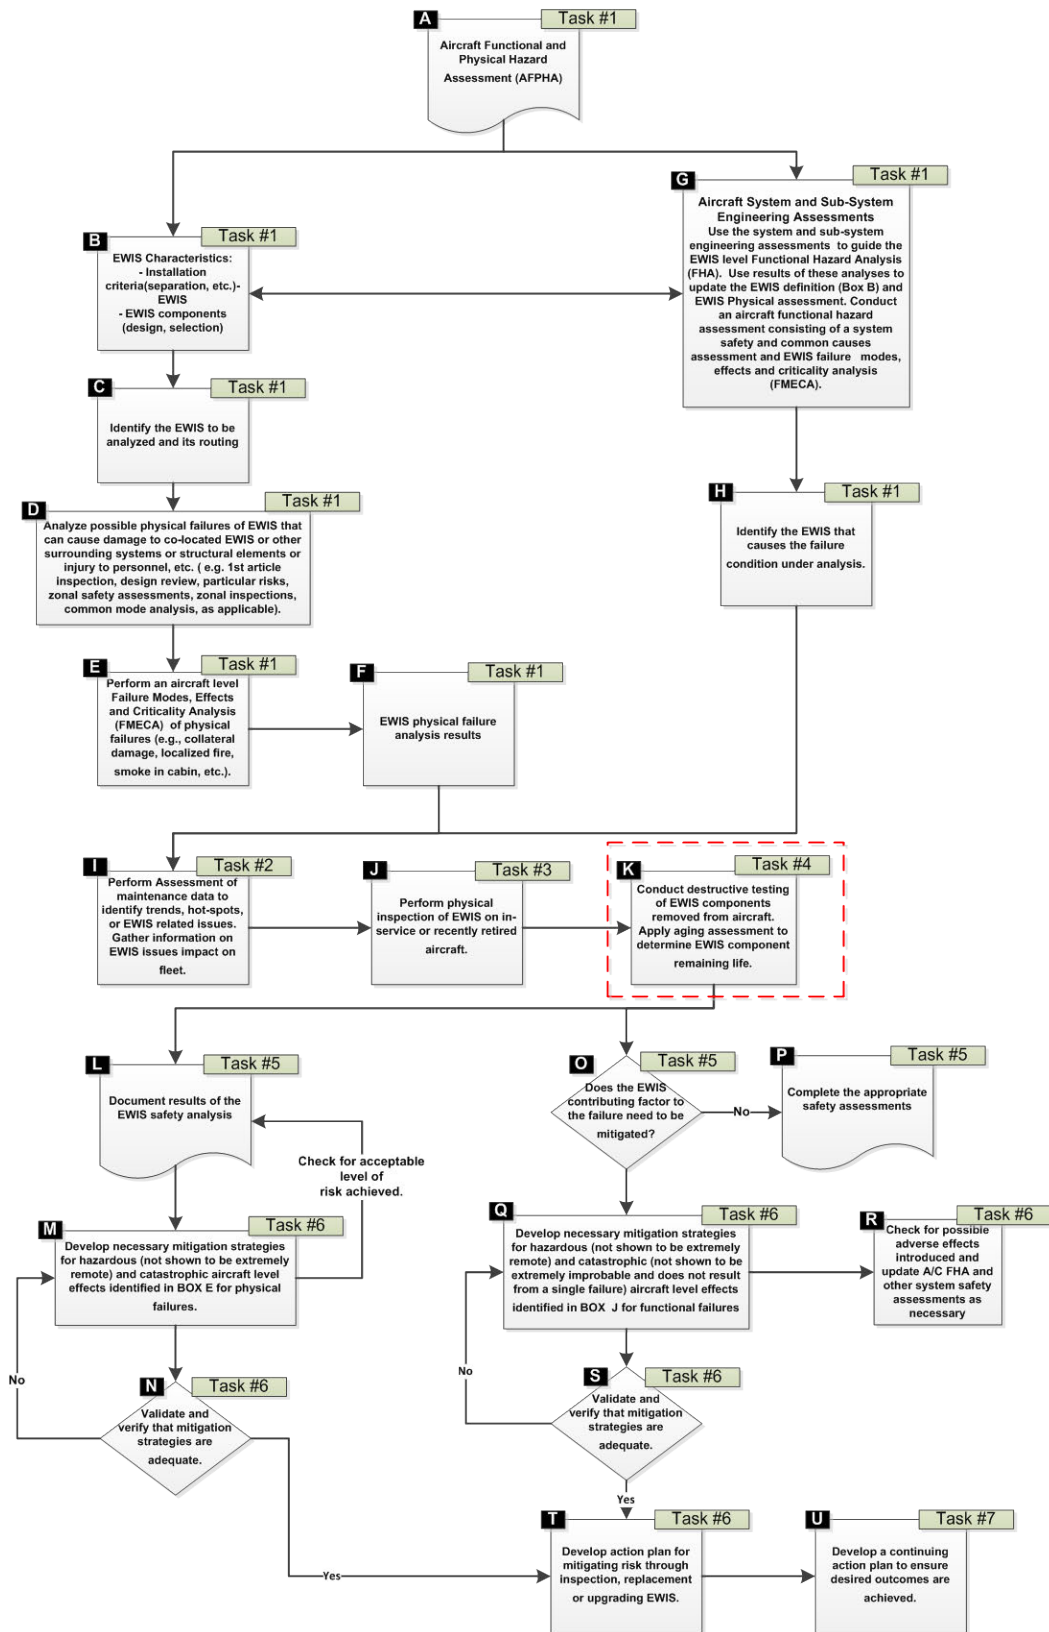 A
Task #1
Aircraft Functional and
Physical Hazard
Assessment (AFPHA)
G
Task #1
Aircraft System and Sub-System
Engineering Assessments
Use the system and sub-system
engineering assessments to guide the
EWIS level Functional Hazard Analysis
(FHA). Use results of these analyses to
update the EWIS definition (Box B) and
EWIS Physical assessment. Conduct
an aircraft functional hazard
assessment consisting of a system
safety and common causes
assessment and EWIS failure modes,
effects and criticality analysis
(FMECA).
B
Task #1
EWIS Characteristics:
- Installation
criteria(separation, etc.)-
EWIS
- EWIS components
(design, selection)
C
Task #1
Identify the EWIS to be
analyzed and its routing
D
Task #1
Analyze possible physical failures of EWIS that
can cause damage to co-located EWIS or other
surrounding systems or structural elements or
injury to personnel, etc. ( e.g. 1st article
inspection, design review, particular risks,
zonal safety assessments, zonal inspections,
common mode analysis, as applicable).
H
Task #1
Identify the EWIS that
causes the failure
condition under analysis.
E
Task #1
Perform an aircraft level
Failure Modes, Effects
and Criticality Analysis
(FMECA) of physical
failures (e.g., collateral
damage, localized fire,
smoke in cabin, etc.).
F
Task #1
EWIS physical failure
analysis results
I
Task #2
Perform Assessment of
maintenance data to
identify trends, hot-spots,
or EWIS related issues.
Gather information on
EWIS issues impact on
fleet.
J
Task #3
Perform physical
inspection of EWIS on in-
service or recently retired
aircraft.
K
Task #4
Conduct destructive testing
of EWIS components
removed from aircraft.
Apply aging assessment to
determine EWIS component
remaining life.
L
Task #5
Document results of the
EWIS safety analysis
Check for acceptable
level of
risk achieved.
O
Task #5
Does the EWIS
contributing factor to
the failure need to be
mitigated?
No
P
Task #5
Complete the appropriate
safety assessments
M
Task #6
Develop necessary mitigation strategies
for hazardous (not shown to be extremely
remote) and catastrophic aircraft level
effects identified in BOX E for physical
failures.
Q
Task #6
Develop necessary mitigation strategies
for hazardous (not shown to be extremely
remote) and catastrophic (not shown to be
extremely improbable and does not result
from a single failure) aircraft level effects
identified in BOX J for functional failures
R
Task #6
Check for possible
adverse effects
introduced and
update A/C FHA and
other system safety
assessments as
necessary
No
N
Task #6
Validate and
verify that mitigation
strategies are
adequate.
No
S
Task #6
Validate and
verify that mitigation
strategies are
adequate.
Yes
Yes
T
Task #6
Develop action plan for
mitigating risk through
inspection, replacement
or upgrading EWIS.
U
Task #7
Develop a continuing
action plan to ensure
desired outcomes are
achieved.